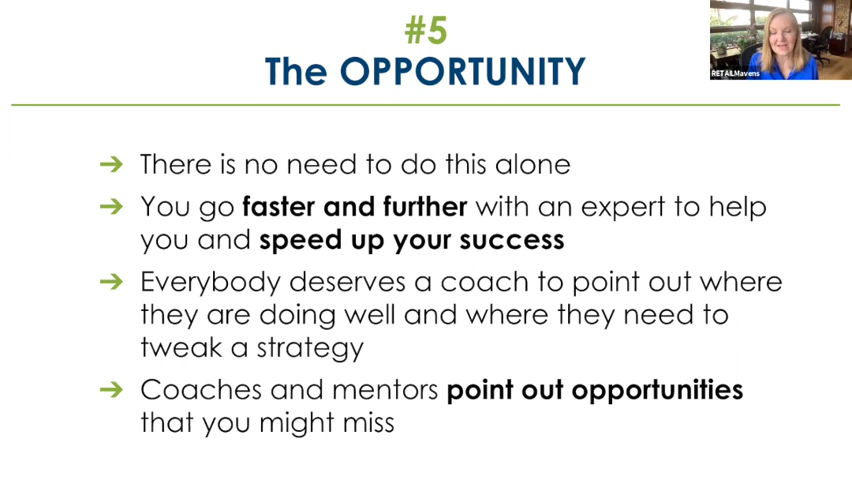 #5
The OPPORTUNITY
RETAILMavens
➔ There is no need to do this alone
➔ You go faster and further with an expert to help
you and speed up your success
➔ Everybody deserves a coach to point out where
they are doing well and where they need to
tweak a strategy
➔ Coaches and mentors point out opportunities
that you might miss